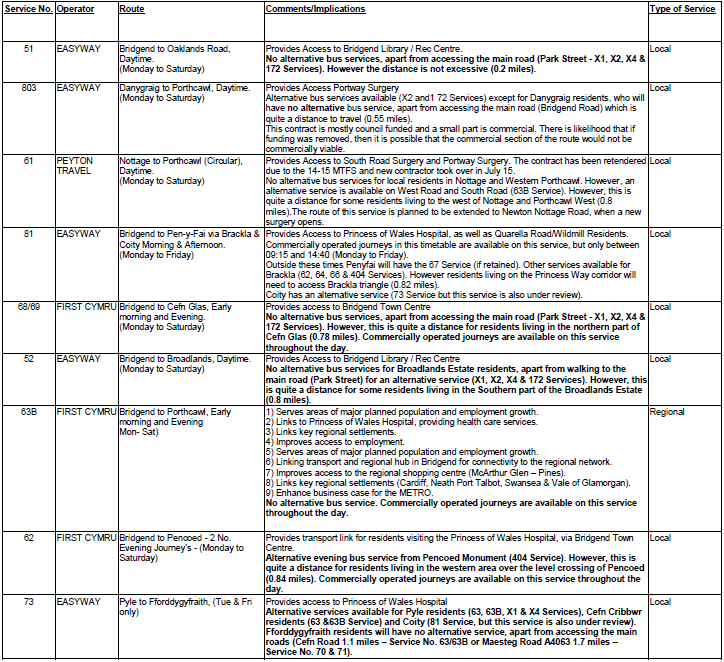 Service No. Operator Route Comments/Implications Type of Service
51 EASYWAY Bridgend to Oaklands Road, Daytime. (Monday to Saturday)
Provides Access to Bridgend Library / Rec Centre.
No alternative bus services, apart from accessing the main road (Park Street - X1, X2, X4 &
172 Services). However the distance is not excessive (0.2 miles).
Local
803 EASYWAY Danygraig to Porthcawl, Daytime. (Monday to Saturday)
Provides Access Portway Surgery
Alternative bus services available (X2 and1 72 Services) except for Danygraig residents, who will
have no alternative bus service, apart from accessing the main road (Bridgend Road) which is
quite a distance to travel (0.55 miles).
This contract is mostly council funded and a small part is commercial. There is likelihood that if
funding was removed, then it is possible that the commercial section of the route would not be
commercially viable.
Local
61 PEYTON TRAVEL Nottage to Porthcawl (Circular), Daytime. (Monday to Saturday)
Provides Access to South Road Surgery and Portway Surgery. The contract has been retendered
due to the 14-15 MTFS and new contractor took over in July 15.
No alternative bus services for local residents in Nottage and Western Porthcawl. However, an
alternative service is available on West Road and South Road (63B Service). However, this is
quite a distance for some residents living to the west of Nottage and Porthcawl West (0.8
miles).The route of this service is planned to be extended to Newton Nottage Road, when a new
surgery opens.
Local
81 EASYWAY Bridgend to Pen-y-Fai via Brackla & Coity Morning & Afternoon. (Monday to Friday)
Provides Access to Princess of Wales Hospital, as well as Quarella Road/Wildmill Residents.
Commercially operated journeys in this timetable are available on this service, but only between
09:15 and 14:40 (Monday to Friday).
Outside these times Penyfai will have the 67 Service (if retained). Other services available for
Brackla (62, 64, 66 & 404 Services). However residents living on the Princess Way corridor will
need to access Brackla triangle (0.82 miles).
Coity has an alternative service (73 Service but this service is also under review).
Local
68/69 FIRST CYMRU Bridgend to Cefn Glas, Early morning and Evening. (Monday to Saturday)
Provides access to Bridgend Town Centre
No alternative bus services, apart from accessing the main road (Park Street - X1, X2, X4 &
172 Services). However, this is quite a distance for residents living in the northern part of
Cefn Glas (0.78 miles). Commercially operated journeys are available on this service
throughout the day.
Local
52 EASYWAY Bridgend to Broadlands, Daytime. (Monday to Saturday)
Provides Access to Bridgend Library / Rec Centre
No alternative bus services for Broadlands Estate residents, apart from walking to the
main road (Park Street) for an alternative service (X1, X2, X4 & 172 Services). However, this
is quite a distance for some residents living in the Southern part of the Broadlands Estate
(0.8 miles).
Local
63B FIRST CYMRU Bridgend to Porthcawl, Early morning and Evening Mon- Sat)
1) Serves areas of major planned population and employment growth.
2) Links to Princess of Wales Hospital, providing health care services.
3) Links key regional settlements.
4) Improves access to employment.
5) Serves areas of major planned population and employment growth.
6) Linking transport and regional hub in Bridgend for connectivity to the regional network.
7) Improves access to the regional shopping centre (McArthur Glen – Pines).
8) Links key regional settlements (Cardiff, Neath Port Talbot, Swansea & Vale of Glamorgan).
9) Enhance business case for the METRO.
No alternative bus service. Commercially operated journeys are available on this service
throughout the day.
Regional
62 FIRST CYMRU Bridgend to Pencoed - 2 No. Evening Journey's - (Monday to Saturday)
Provides transport link for residents visiting the Princess of Wales Hospital, via Bridgend Town
Centre.
Alternative evening bus service from Pencoed Monument (404 Service). However, this is
quite a distance for residents living in the western area over the level crossing of Pencoed
(0.84 miles). Commercially operated journeys are available on this service throughout the
day.
Local
73 EASYWAY Pyle to Fforddygyfraith, (Tue & Fri only)
Provides access to Princess of Wales Hospital
Alternative services available for Pyle residents (63, 63B, X1 & X4 Services), Cefn Cribbwr
residents (63 &63B Service) and Coity (81 Service, but this service is also under review).
Fforddygyfraith residents will have no alternative service, apart from accessing the main
roads (Cefn Road 1.1 miles – Service No. 63/63B or Maesteg Road A4063 1.7 miles –
Service No. 70 & 71).
Local